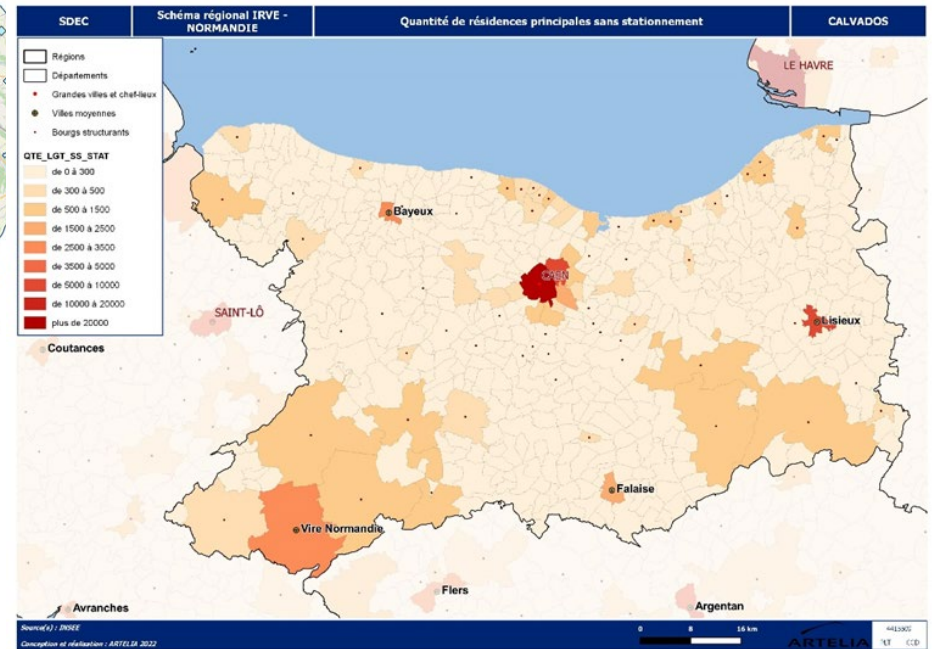 SDEC
Schéma régional IRVE -
NORMANDIE
Quantité de résidences principales sans stationnement
CALVADOS
Régions
Départements
Grandes villes et chef-lieux
Villes moyennes
Bourgs structurants
QTE_LGT_SS_STAT
de 0 à 300
de 300 à 500
de 500 à 1500
de 1500 à 2500
de 2500 à 3500
de 3500 à 5000
de 5000 à 10000
de 10000 à 20000
plus de 20000
LE HAVRE
Bayeux
CAEN
SAINT-LÔ
Lisieux
Coutances
Falaise
Vire Normandie
Flers
Avranches
Argentan
Source(s) : INSEE
Conception et réalisation : ARTELIA 2022
0 8 16 km
ARTELIA